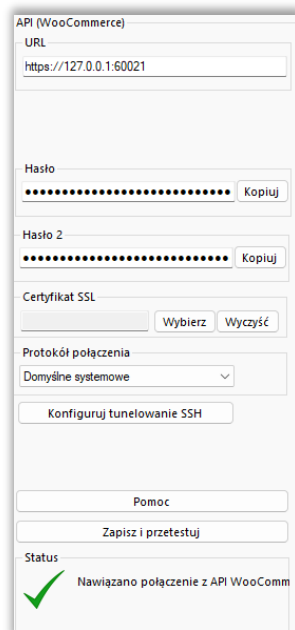 API (WooCommerce)
URL
https://127.0.0.1:60021
Hasło
Kopiuj
Hasło 2
Kopiuj
Certyfikat SSL
Wybierz Wyczyść
Protokół połączenia
Domyślne systemowe
Konfiguruj tunelowanie SSH
Pomoc
Zapisz i przetestuj
Status
Nawiązano połączenie z API WooComm